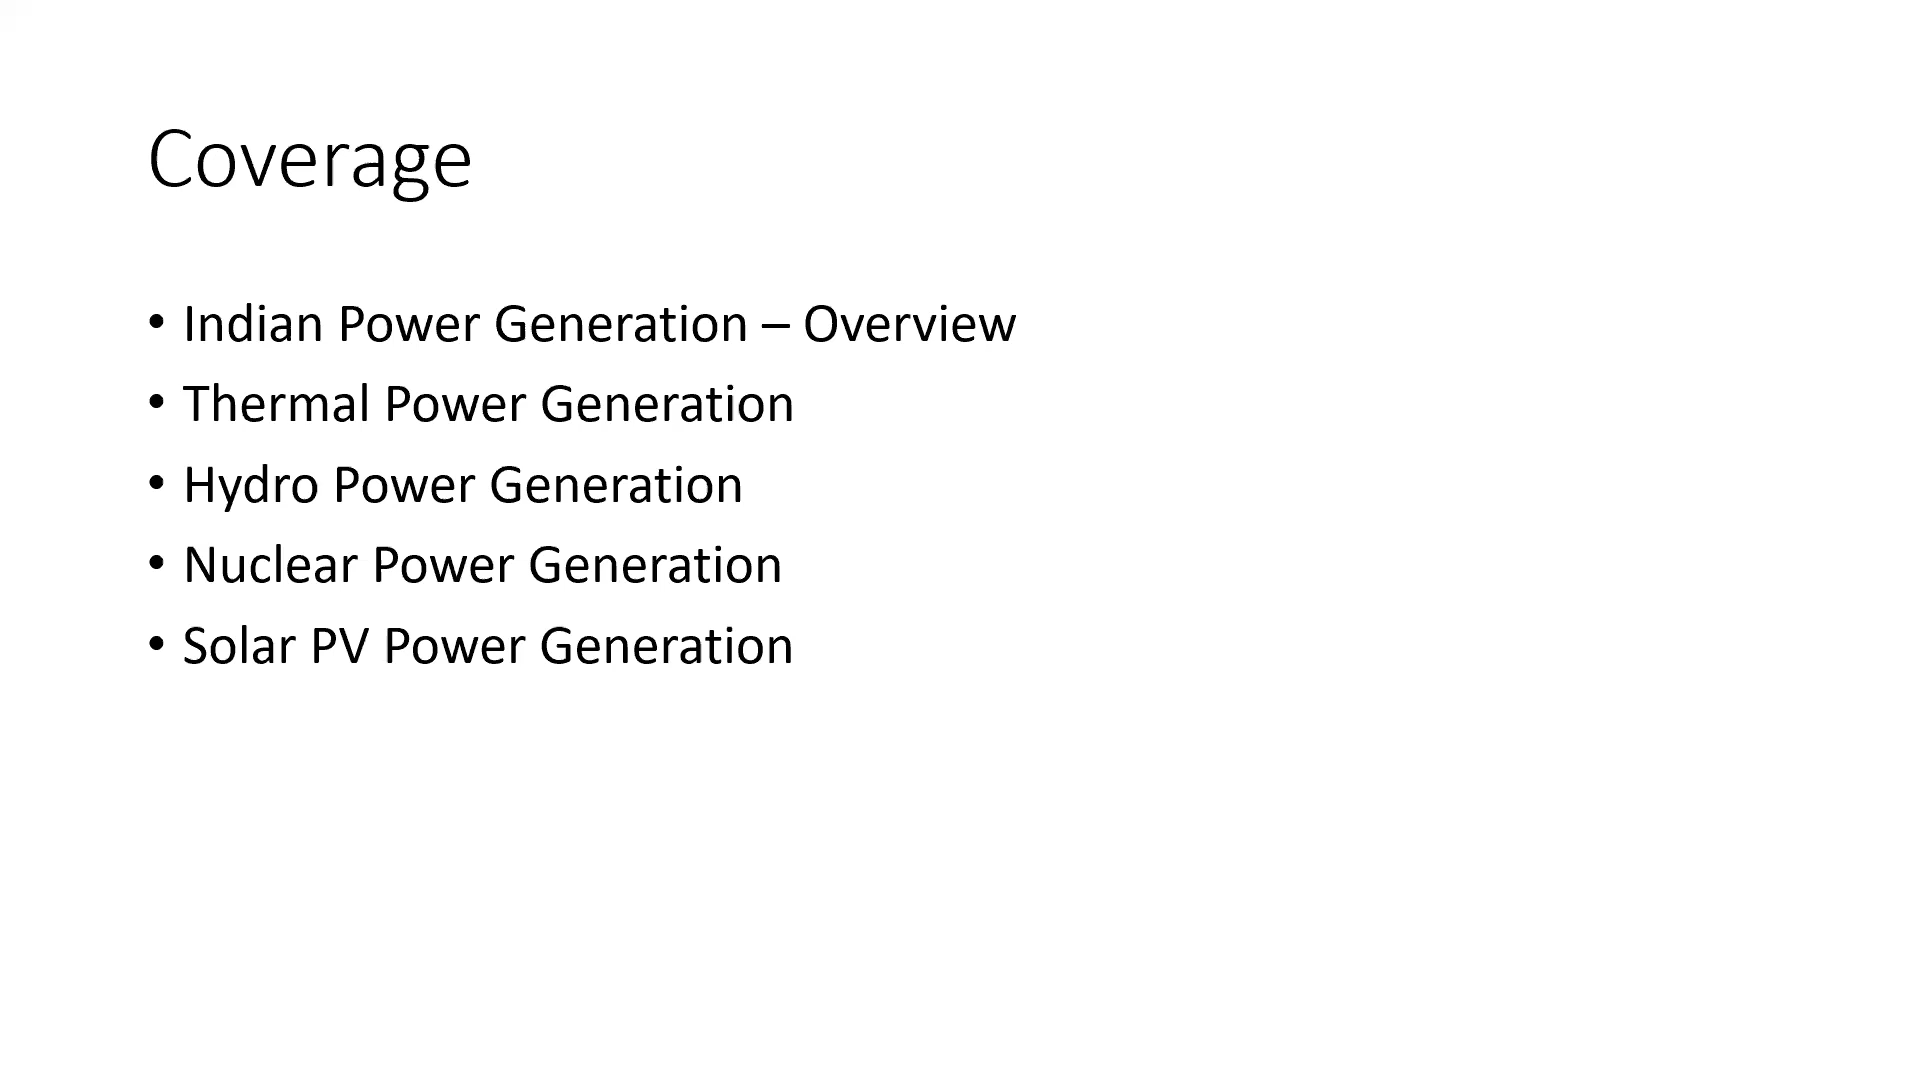 Coverage
• Indian Power Generation – Overview
• Thermal Power Generation
• Hydro Power Generation
• Nuclear Power Generation
• Solar PV Power Generation